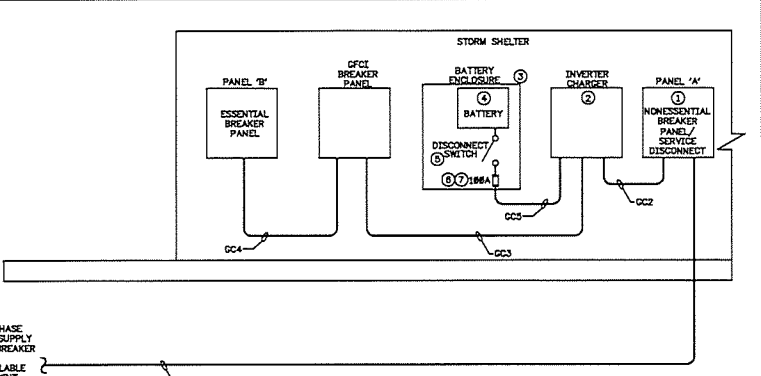 STORM SHELTER
PANEL 'B'
ESSENTIAL
BREAKER
PANEL
GFCI
BREAKER
PANEL
BATTERY
ENCLOSURE
3
4
BATTERY
DISCONNECT
SWITCH
5
6 7 100A
INVERTER
CHARGER
2
PANEL 'A'
1
NONESSENTIAL
BREAKER
PANEL/
SERVICE
DISCONNECT
GC4
GC3
GC5
GC2
HASE
SUPPLY
BREAKER
LABLE